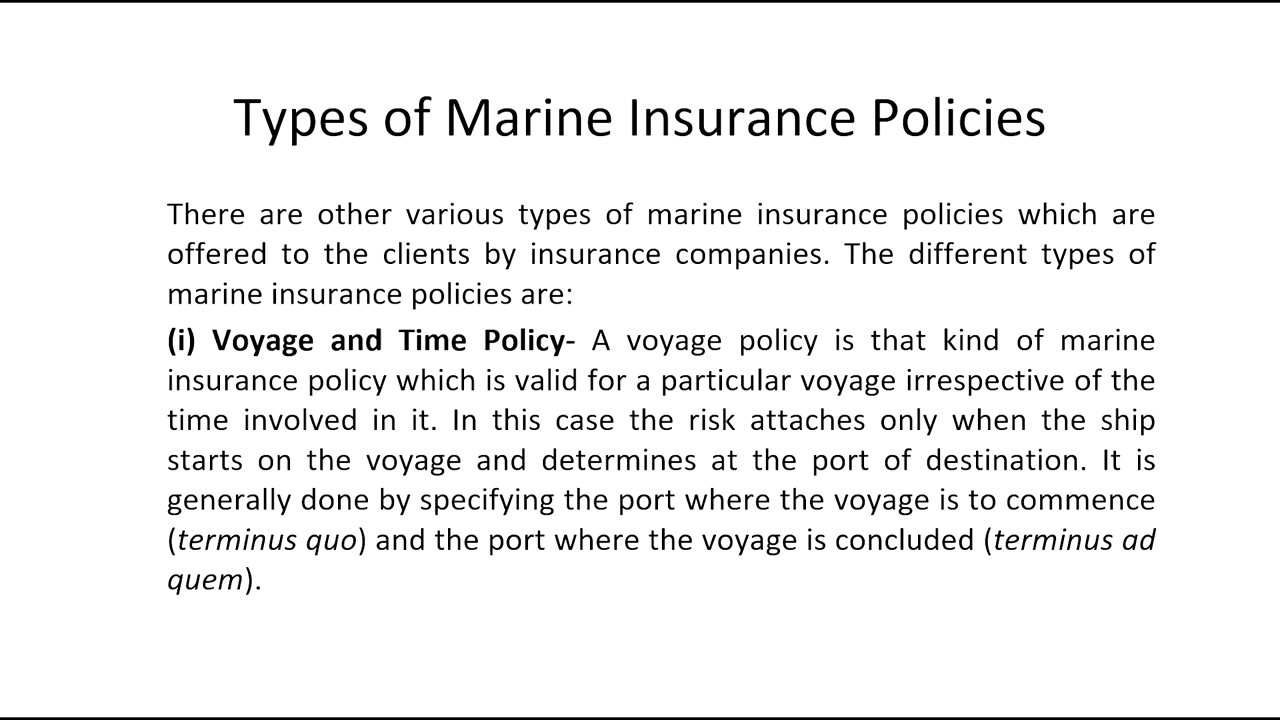 Types of Marine Insurance Policies
There are other various types of marine insurance policies which are
offered to the clients by insurance companies. The different types of
marine insurance policies are:
(i) Voyage and Time Policy- A voyage policy is that kind of marine
insurance policy which is valid for a particular voyage irrespective of the
time involved in it. In this case the risk attaches only when the ship
starts on the voyage and determines at the port of destination. It is
generally done by specifying the port where the voyage is to commence
(terminus quo) and the port where the voyage is concluded (terminus ad
quem).